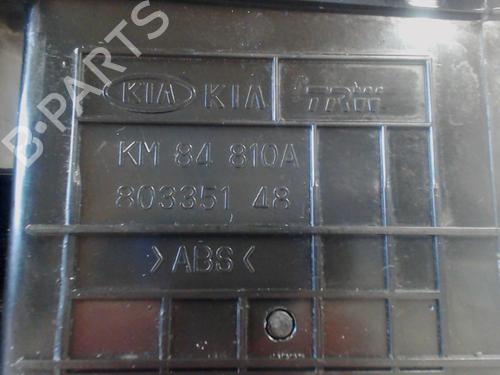 KIA KIA TRW
KM 84 810A
803351 48
>ABS<
B-PARTS